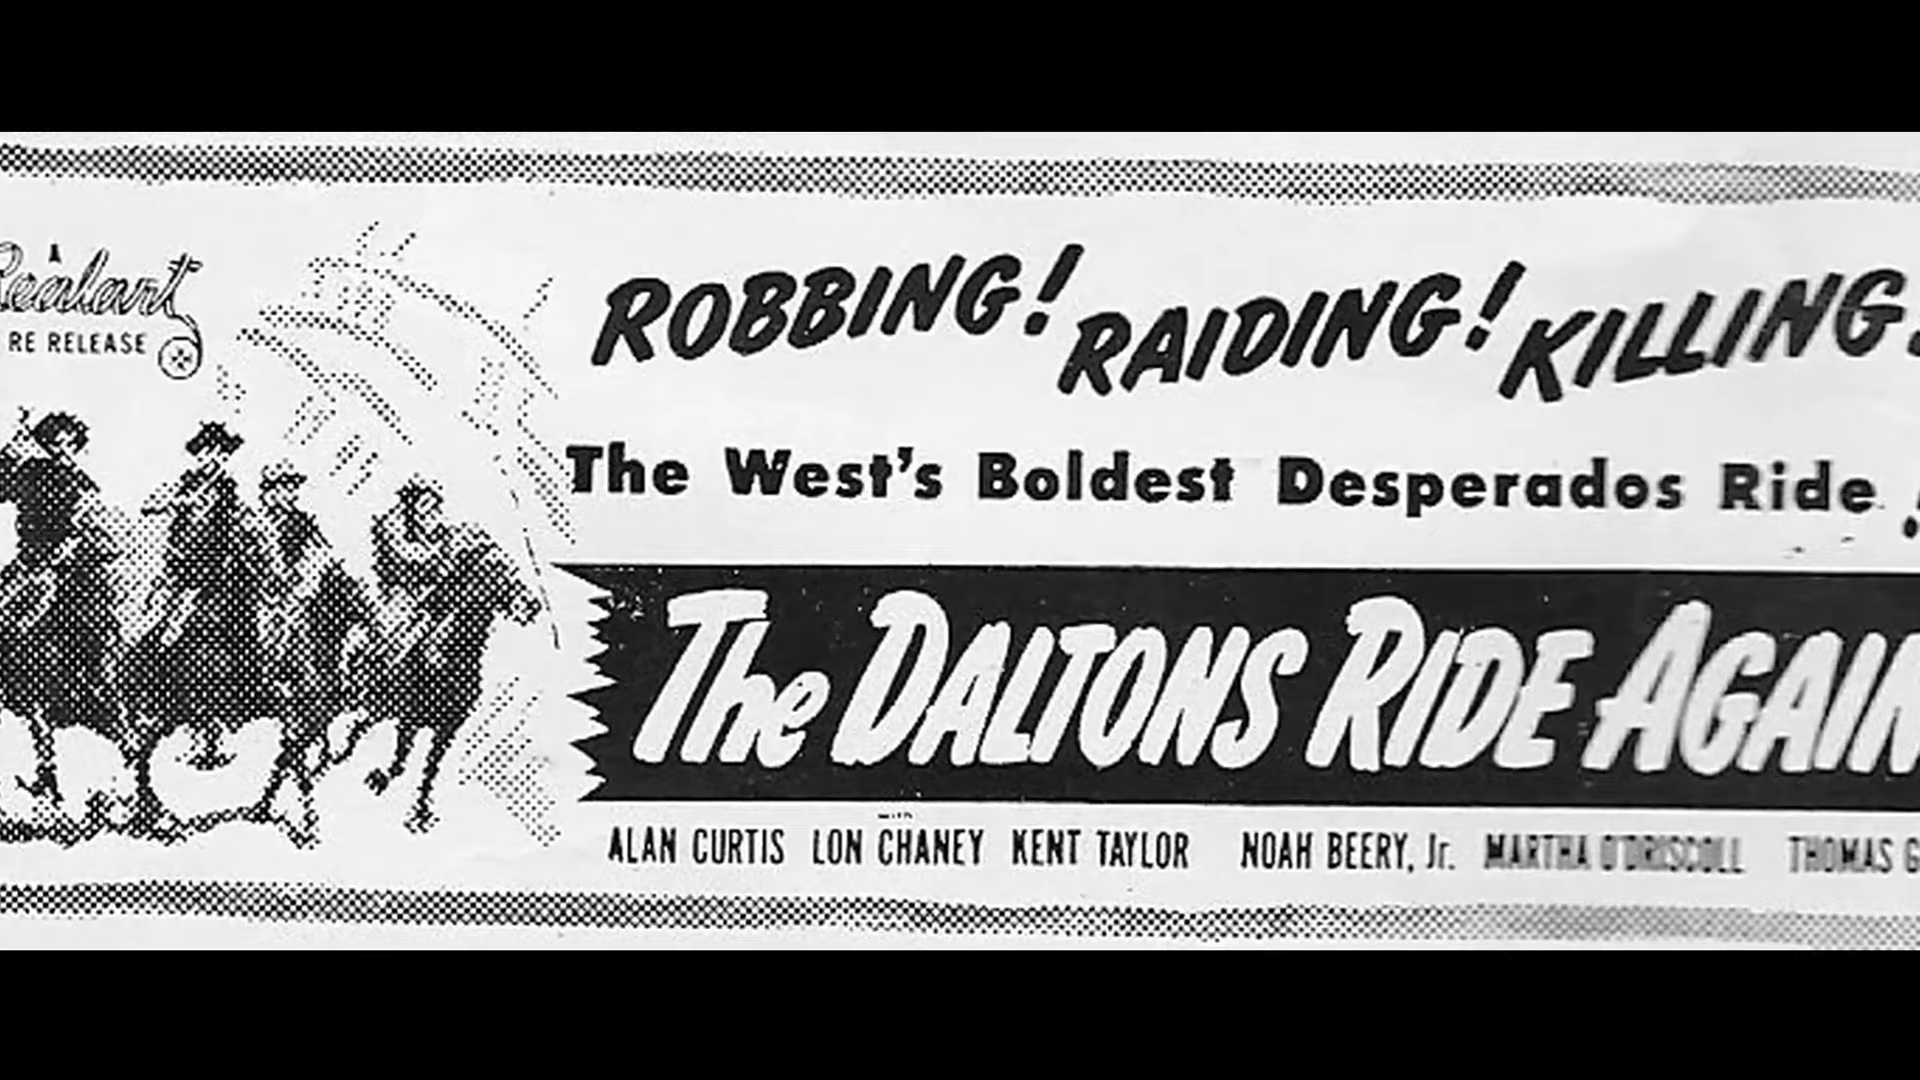 A
Realart
RE RELEASE
ROBBING! RAIDING! KILLING!
The West's Boldest Desperados Ride!
The DALTONS RIDE AGAIN
with
ALAN CURTIS LON CHANEY KENT TAYLOR NOAH BEERY, Jr. MARTHA O'DRISCOLL THOMAS G